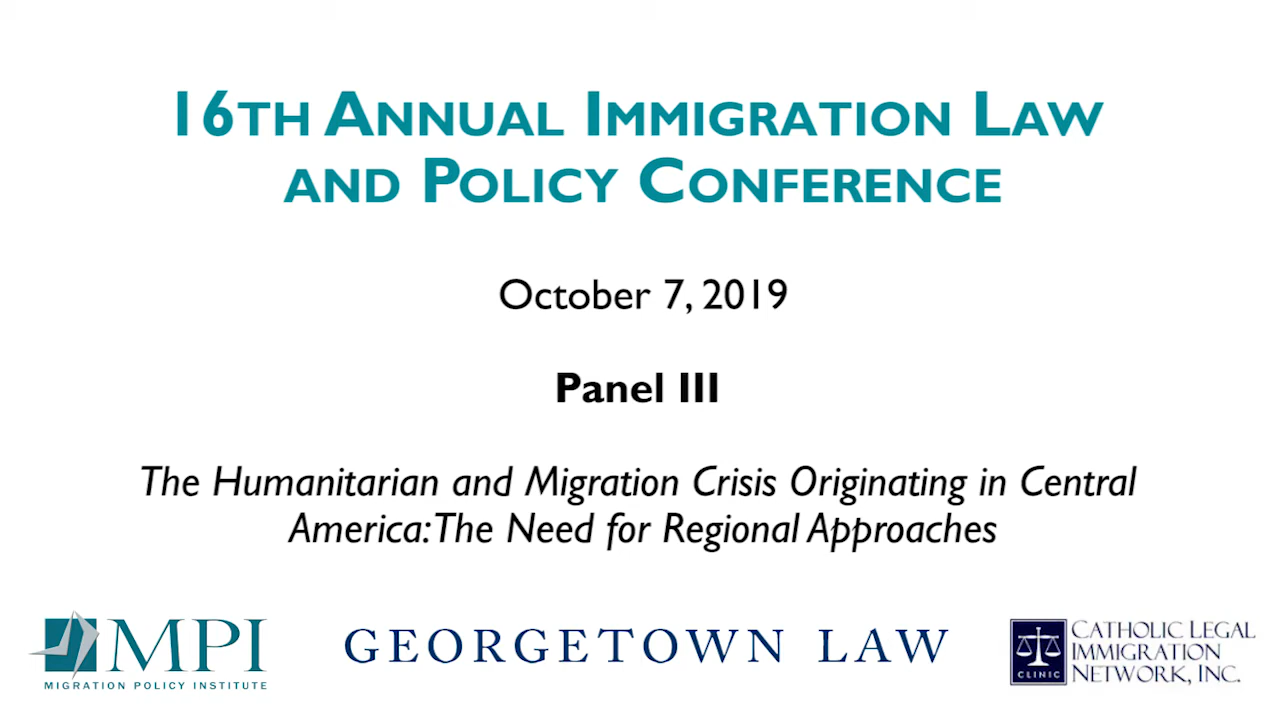 16TH ANNUAL IMMIGRATION LAW
AND POLICY CONFERENCE
October 7, 2019
Panel III
The Humanitarian and Migration Crisis Originating in Central
America: The Need for Regional Approaches
MPI
MIGRATION POLICY INSTITUTE
GEORGETOWN LAW
CLINIC
CATHOLIC LEGAL
IMMIGRATION
NETWORK, INC.